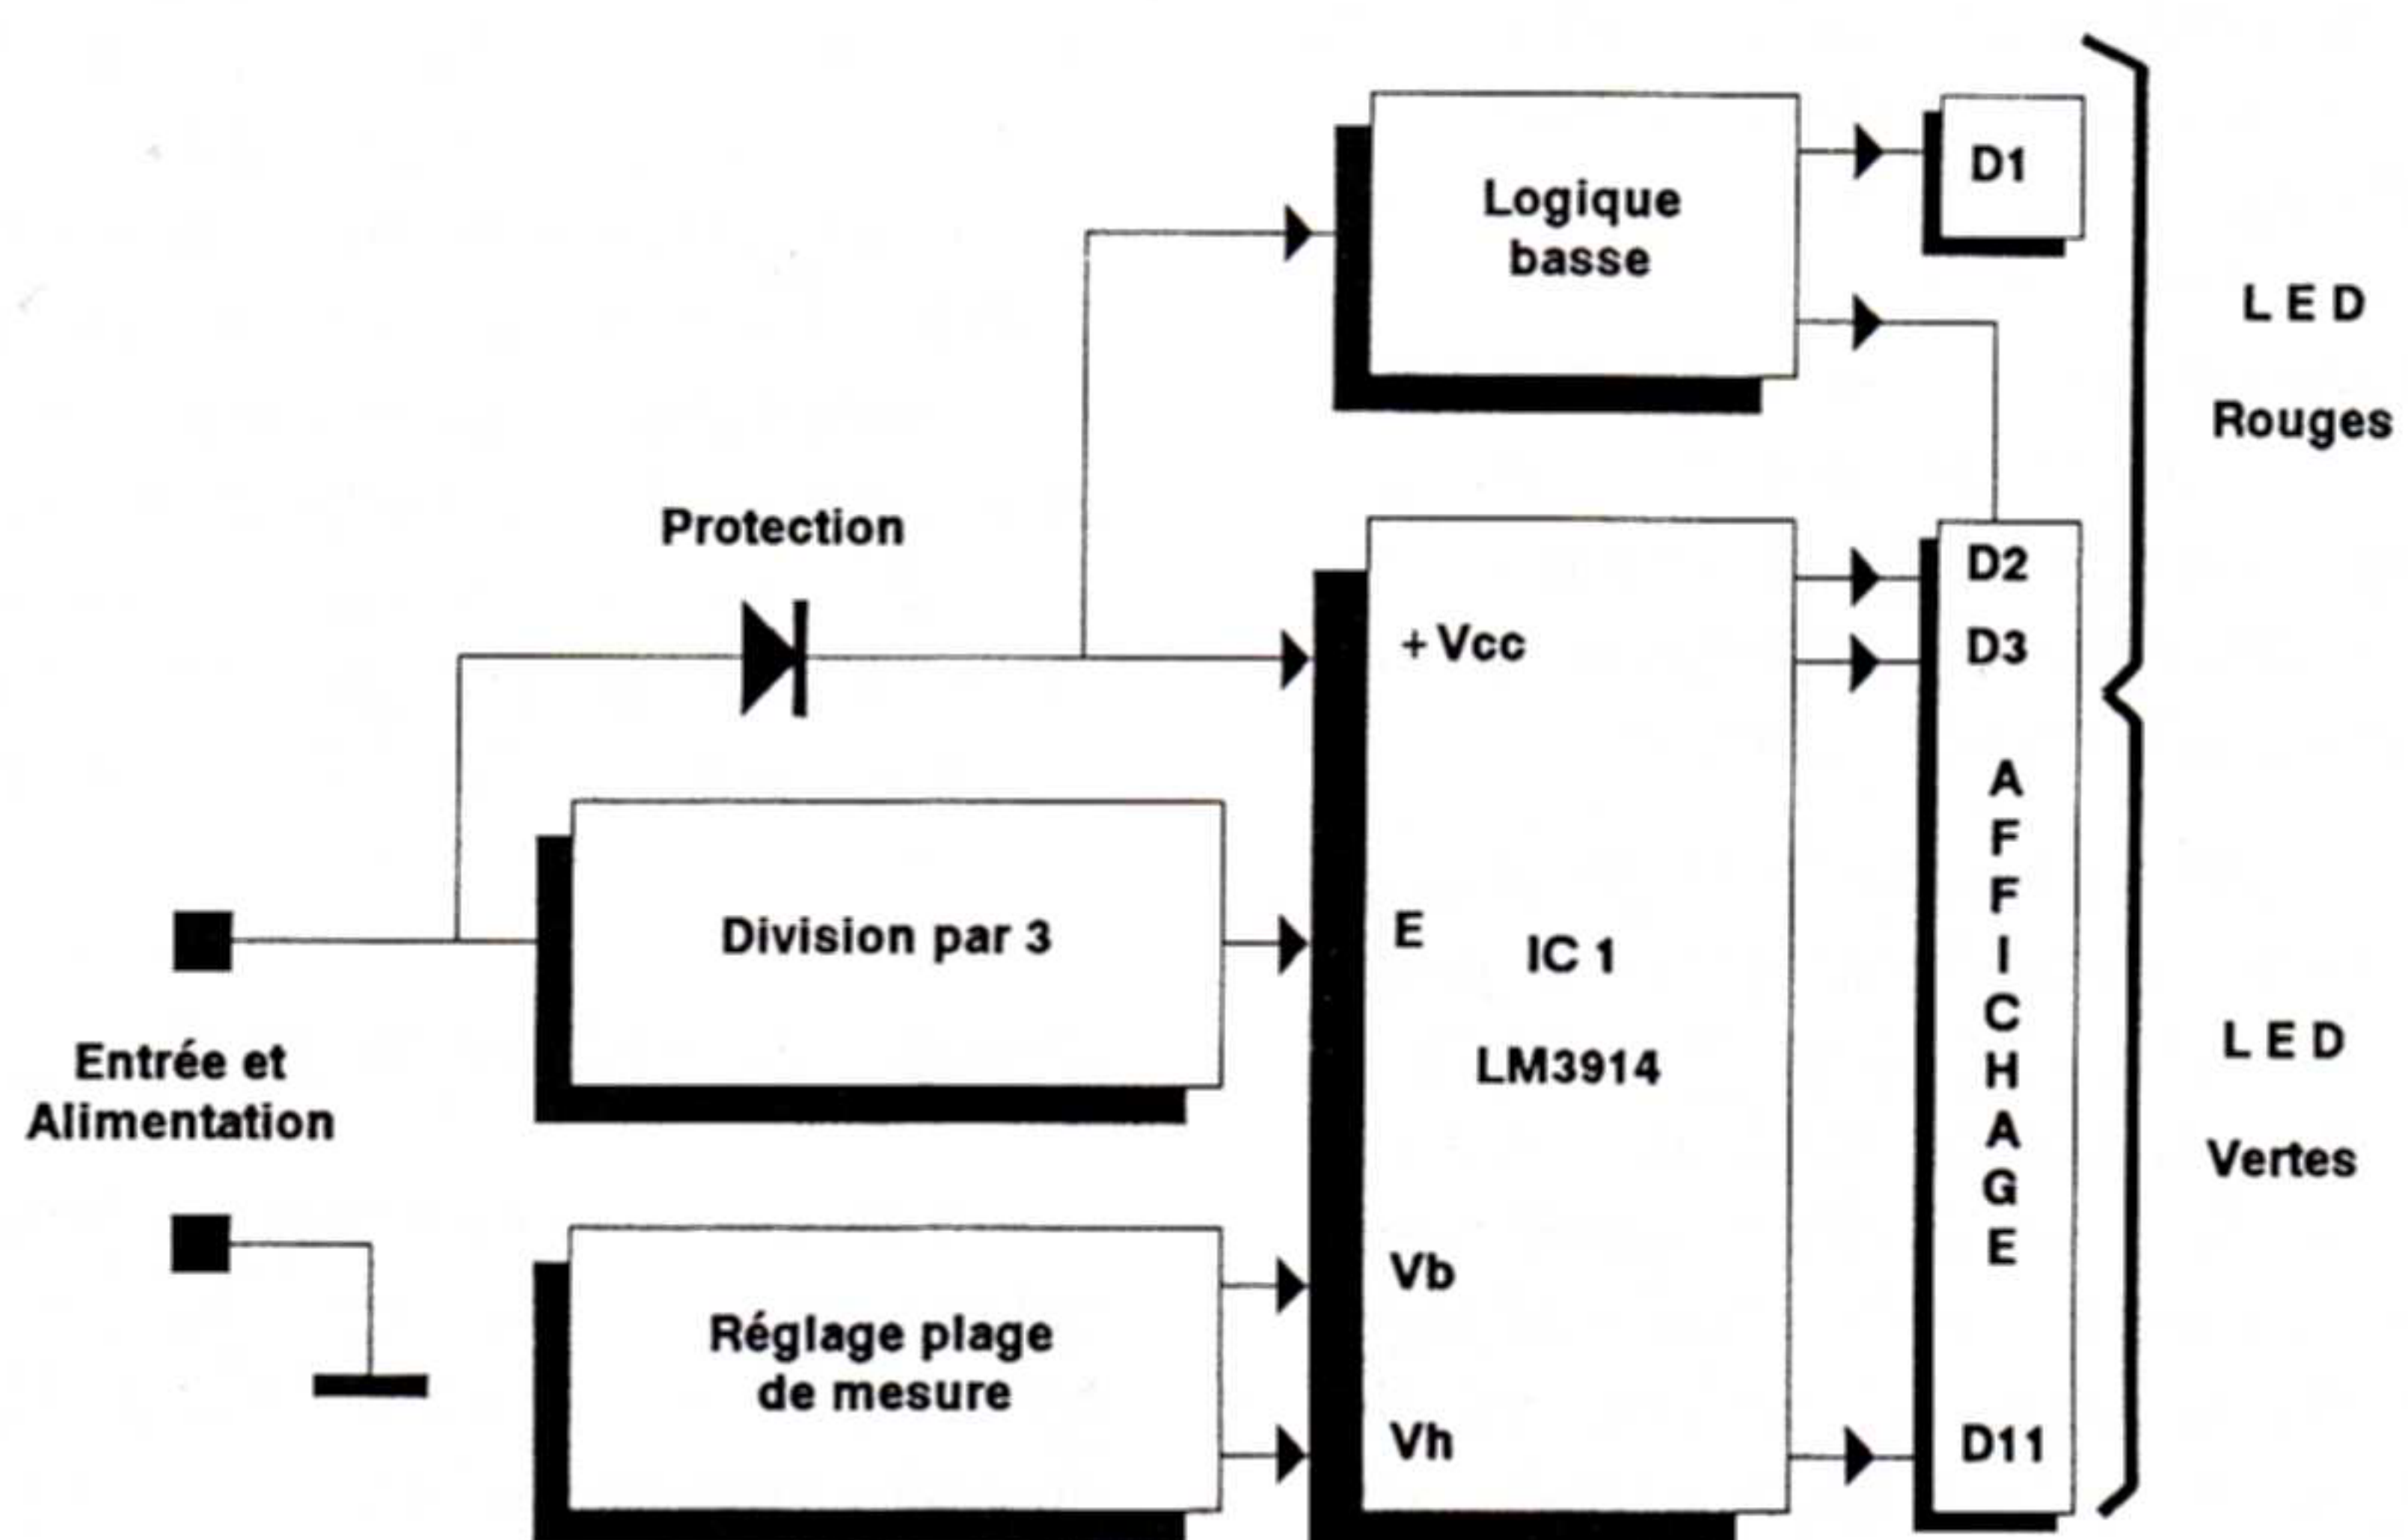 Logique
basse
D1
L E D
Rouges
Protection
+ Vcc
D2
D3
Division par 3
E
IC 1
LM3914
A
F
F
I
C
H
A
G
E
Entrée et
Alimentation
L E D
Vertes
Réglage plage
de mesure
Vb
Vh
D11